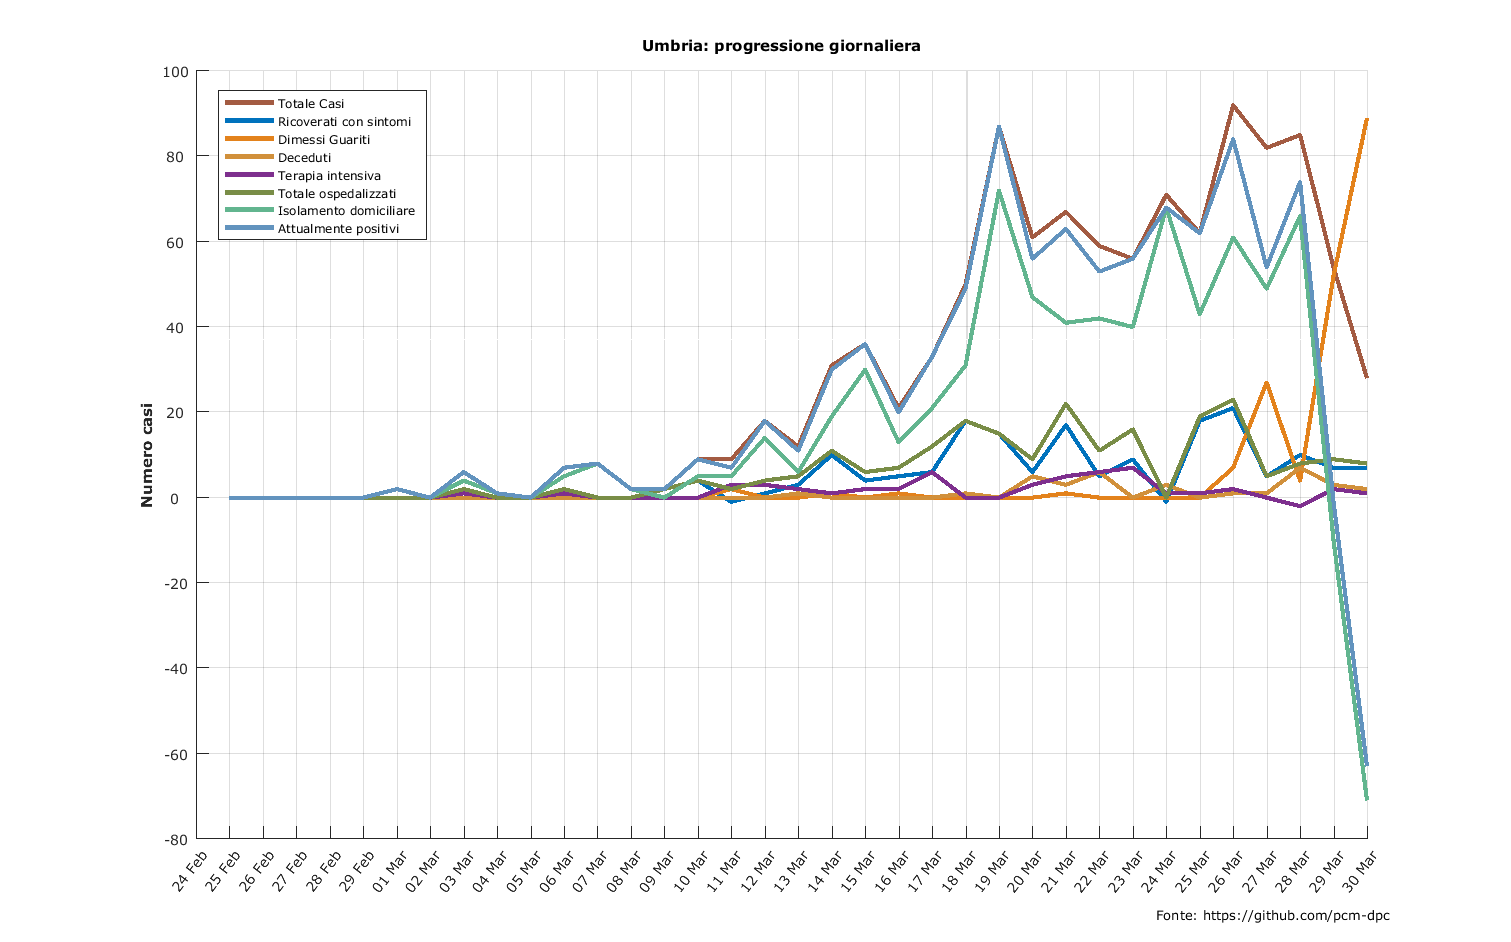 Umbria: progressione giornaliera
Numero casi
100
80
60
40
20
0
-20
-40
-60
-80
Totale Casi
Ricoverati con sintomi
Dimessi Guariti
Deceduti
Terapia intensiva
Totale ospedalizzati
Isolamento domiciliare
Attualmente positivi
24 Feb
25 Feb
26 Feb
27 Feb
28 Feb
29 Feb
01 Mar
02 Mar
03 Mar
04 Mar
05 Mar
06 Mar
07 Mar
08 Mar
09 Mar
10 Mar
11 Mar
12 Mar
13 Mar
14 Mar
15 Mar
16 Mar
17 Mar
18 Mar
19 Mar
20 Mar
21 Mar
22 Mar
23 Mar
24 Mar
25 Mar
26 Mar
27 Mar
28 Mar
29 Mar
30 Mar
Fonte: https://github.com/pcm-dpc